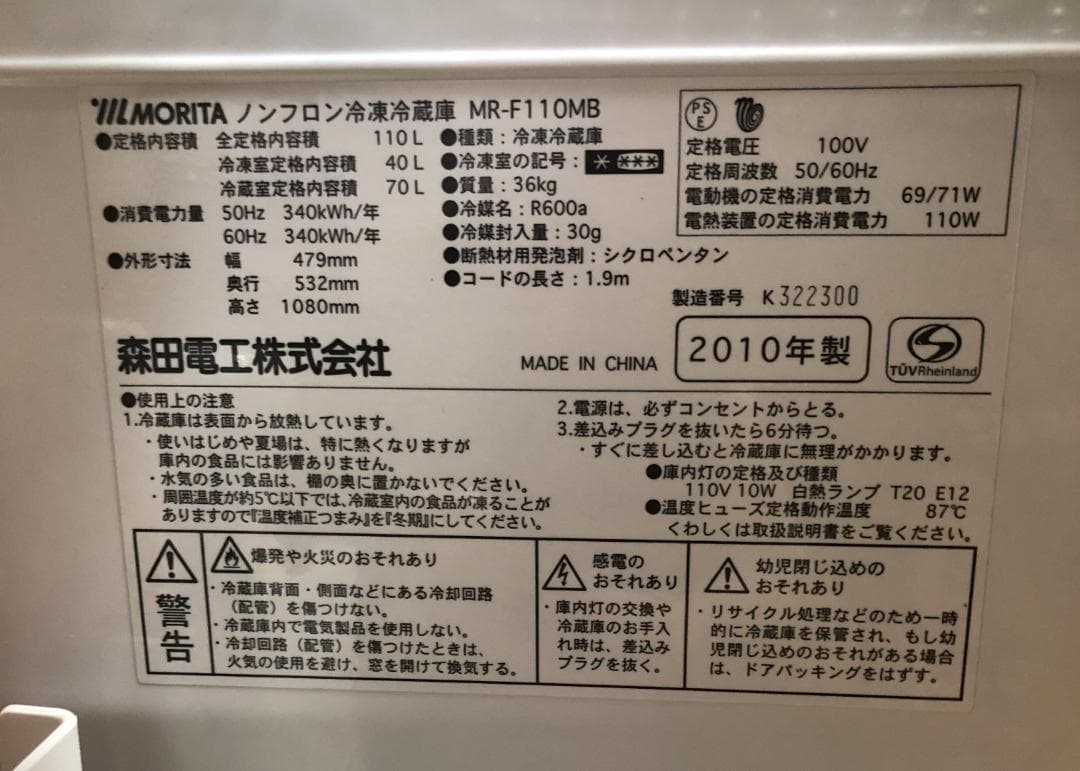 MORITA ノンフロン冷凍冷蔵庫 MR-F110MB
●定格内容積 全定格内容積 110L
冷凍室定格内容積 40L
冷蔵室定格内容積 70L
●消費電力量 50Hz 340kWh/年
60Hz 340kWh/年
●外形寸法 幅 479mm
奥行 532mm
高さ 1080mm
●種類：冷凍冷蔵庫
●冷凍室の記号：* ***
●質量：36kg
●冷媒名：R600a
●冷媒封入量：30g
●断熱材用発泡剤：シクロペンタン
●コードの長さ：1.9m
PSE
定格電圧 100V
定格周波数 50/60Hz
電動機の定格消費電力 69/71W
電熱装置の定格消費電力 110W
製造番号 K322300
森田電工株式会社
MADE IN CHINA
2010年製
TÜVRheinland
●使用上の注意
1.冷蔵庫は表面から放熱しています。
・使いはじめや夏場は、特に熱くなりますが
庫内の食品には影響ありません。
・水気の多い食品は、棚の奥に置かないでください。
・周囲温度が約5℃以下では、冷蔵室内の食品が凍ることが
ありますので『温度補正つまみ』を『冬期』にしてください。
2.電源は、必ずコンセントからとる。
3.差込みプラグを抜いたら6分待つ。
・すぐに差し込むと冷蔵庫に無理がかかります。
●庫内灯の定格及び種類
110V 10W 白熱ランプ T20 E12
●温度ヒューズ定格動作温度 87℃
くわしくは取扱説明書をご覧ください。
警告
爆発や火災のおそれあり
・冷蔵庫背面・側面などにある冷却回路
（配管）を傷つけない。
・冷蔵庫内で電気製品を使用しない。
・冷却回路（配管）を傷つけたときは、
火気の使用を避け、窓を開けて換気する。
感電の
おそれあり
・庫内灯の交換や
冷蔵庫のお手入
れ時は、差込み
プラグを抜く。
幼児閉じ込めの
おそれあり
・リサイクル処理などのため一時
的に冷蔵庫を保管され、もし幼
児閉じ込めのおそれがある場合
は、ドアパッキングをはずす。